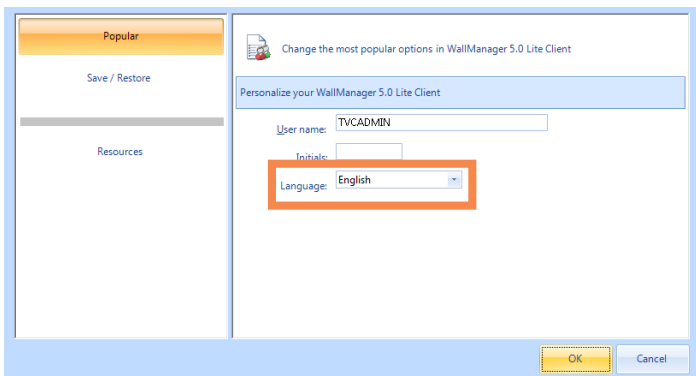 Popular
Save / Restore
Resources
Change the most popular options in WallManager 5.0 Lite Client
Personalize your WallManager 5.0 Lite Client
User name: TVCADMIN
Initials:
Language: English
OK Cancel